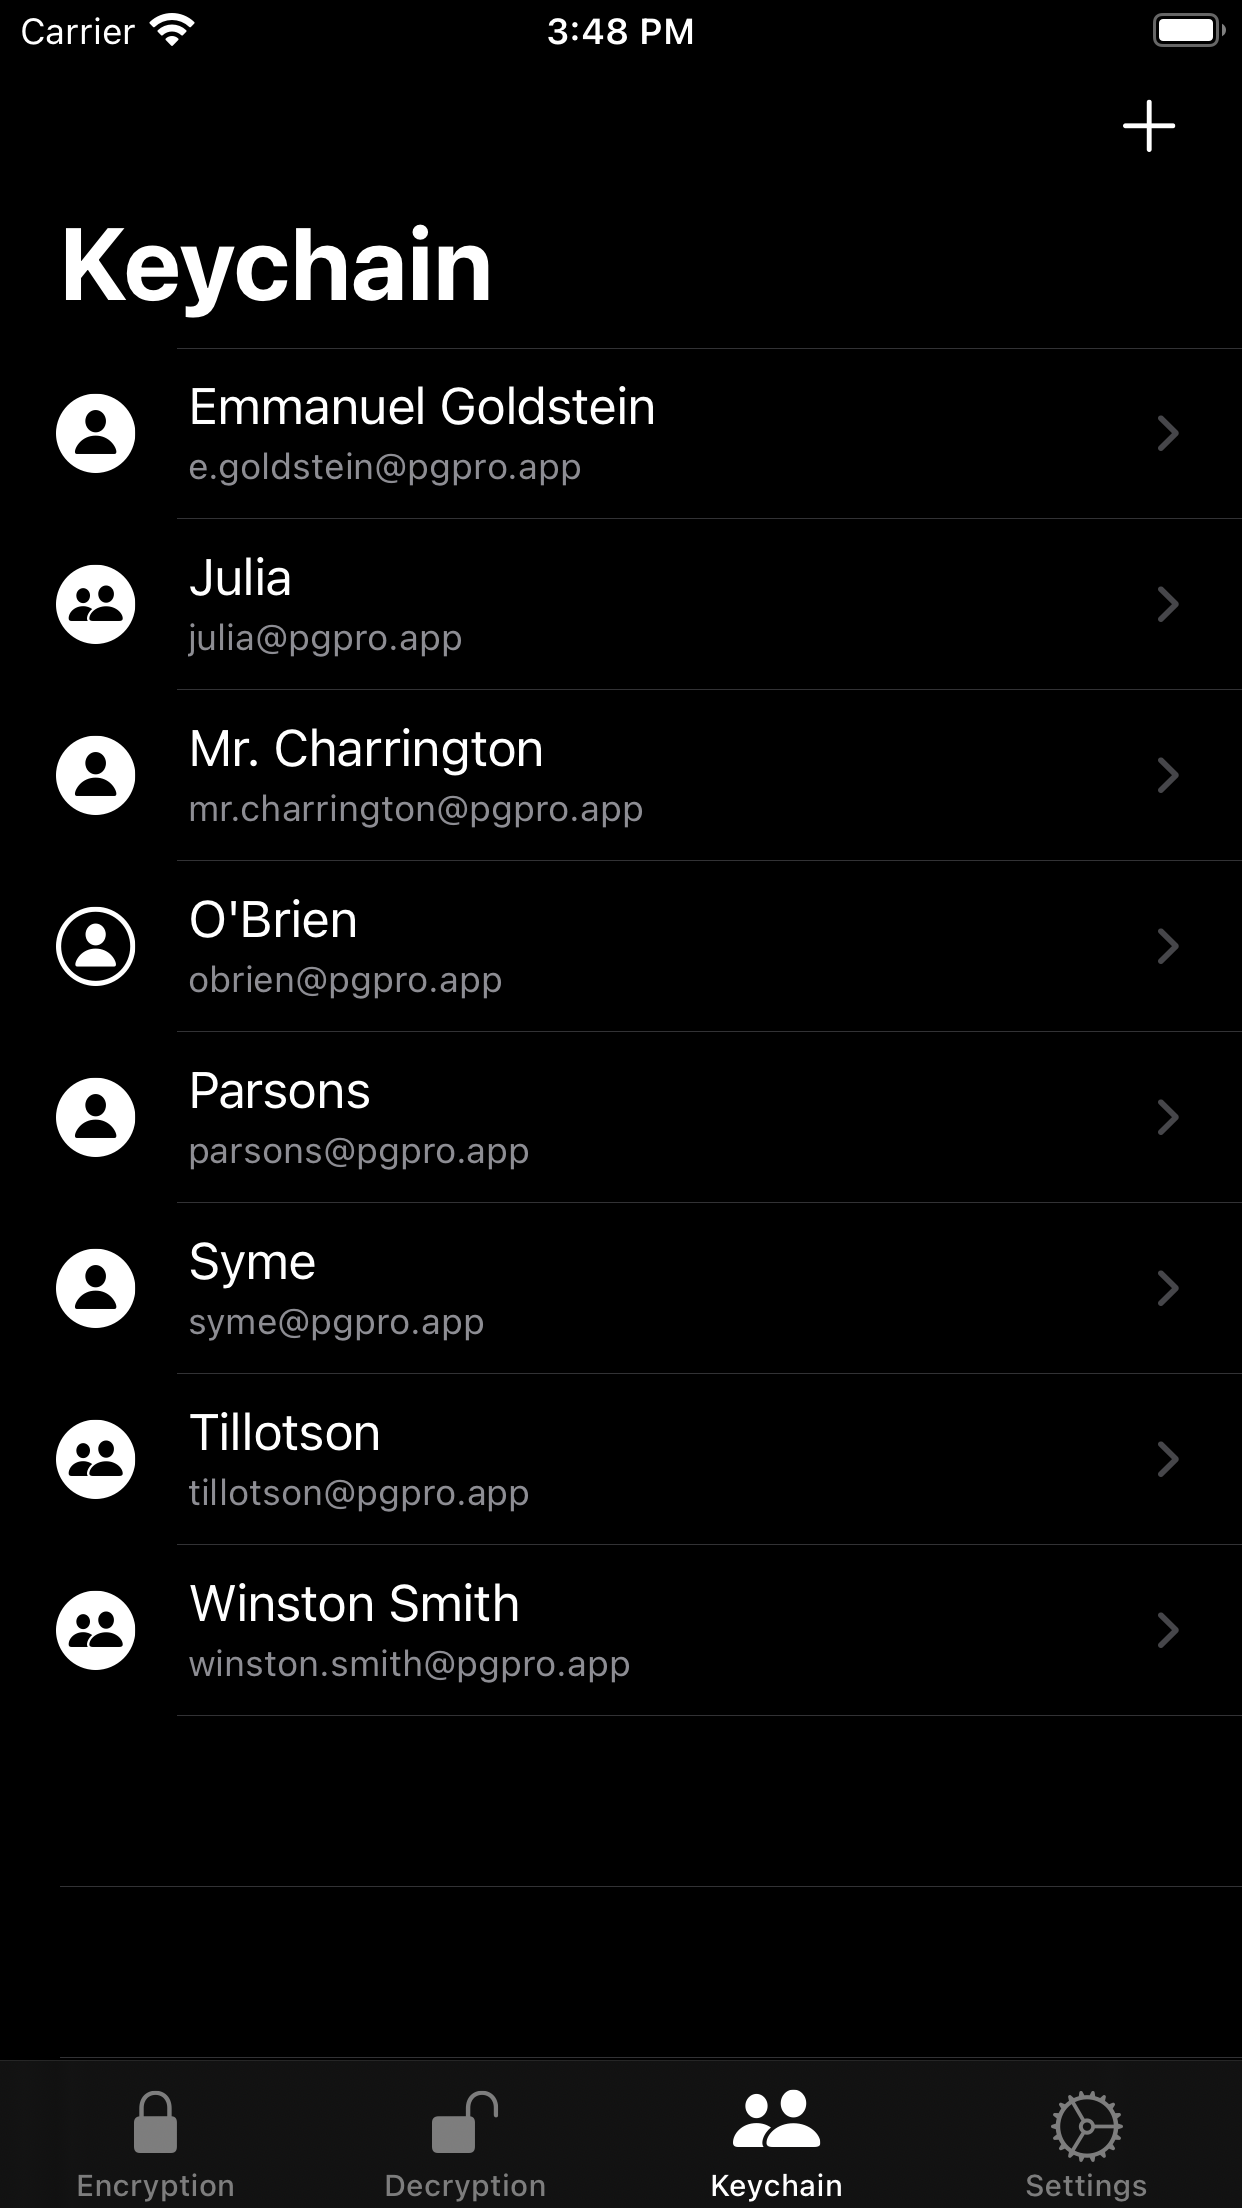 Carrier 3:48 PM
Keychain
Emmanuel Goldstein
e.goldstein@pgpro.app
Julia
julia@pgpro.app
Mr. Charrington
mr.charrington@pgpro.app
O'Brien
obrien@pgpro.app
Parsons
parsons@pgpro.app
Syme
syme@pgpro.app
Tillotson
tillotson@pgpro.app
Winston Smith
winston.smith@pgpro.app
Encryption Decryption Keychain Settings